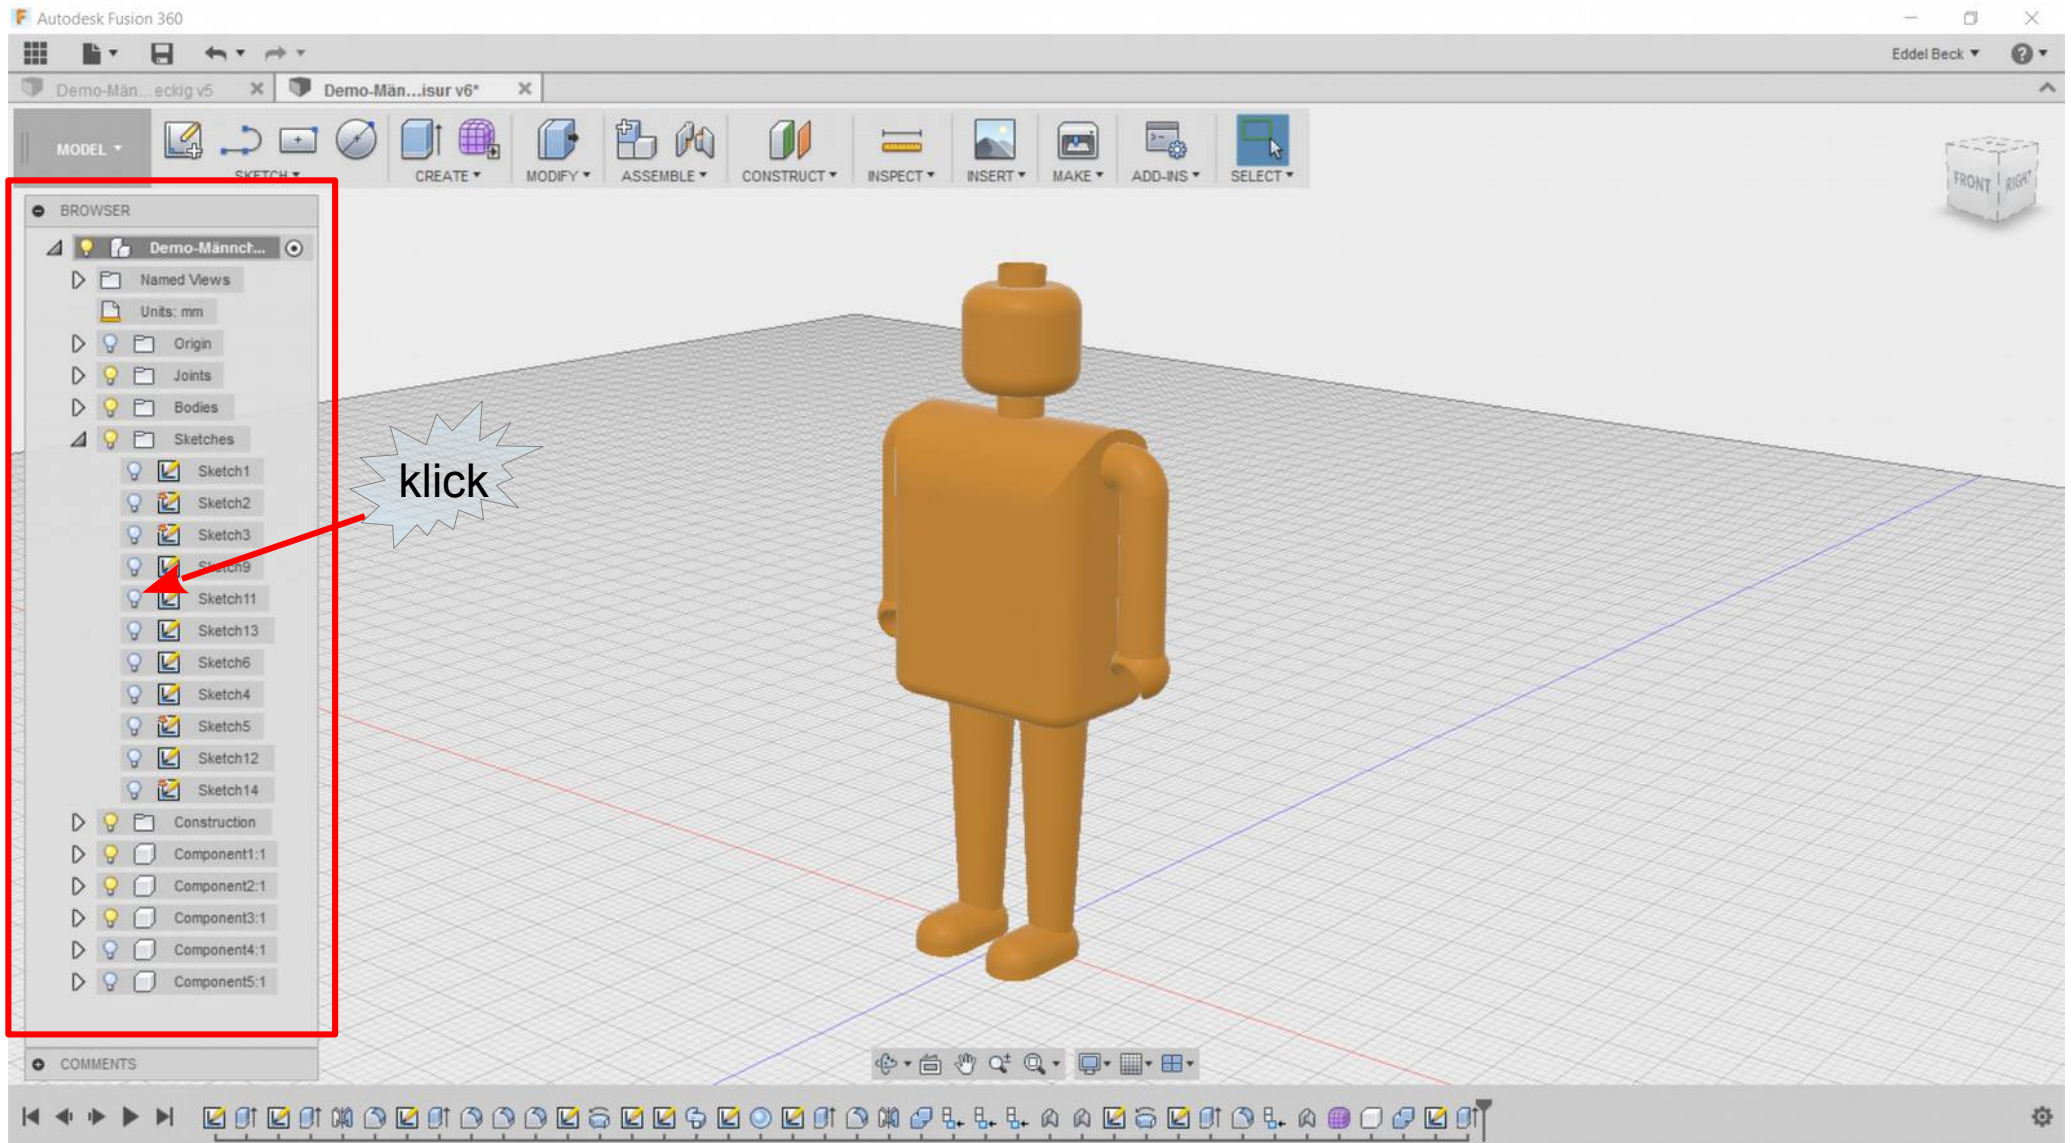 Autodesk Fusion 360
Eddel Beck
Demo-Män...eckig v5
Demo-Män...isur v6*
MODEL
SKETCH
CREATE
MODIFY
ASSEMBLE
CONSTRUCT
INSPECT
INSERT
MAKE
ADD-INS
SELECT
FRONT
RIGHT
BROWSER
Demo-Männch...
Named Views
Units: mm
Origin
Joints
Bodies
Sketches
Sketch1
Sketch2
Sketch3
Sketch9
Sketch11
Sketch13
Sketch6
Sketch4
Sketch5
Sketch12
Sketch14
Construction
Component1:1
Component2:1
Component3:1
Component4:1
Component5:1
klick
COMMENTS